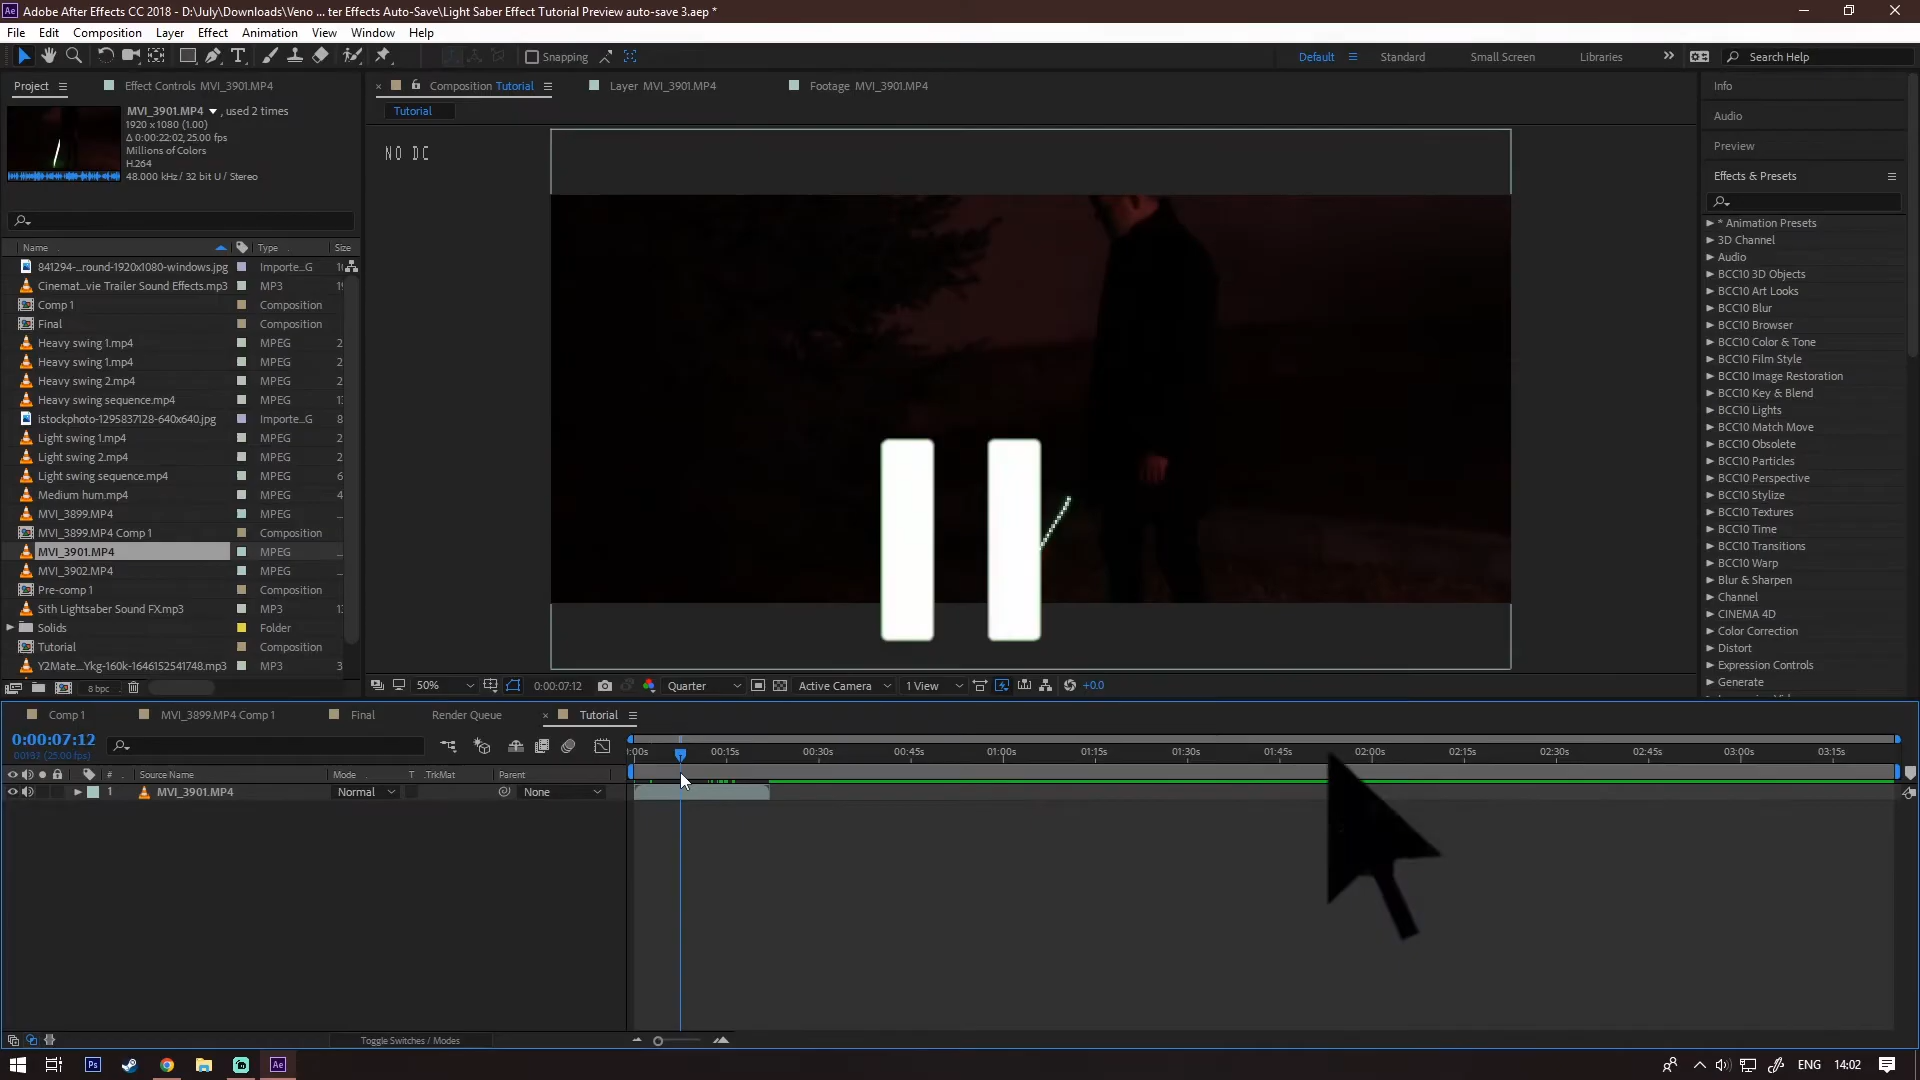 Adobe After Effects CC 2018 - D:\July\Downloads\Veno ... ter Effects Auto-Save\Light Saber Effect Tutorial Preview auto-save 3.aep *
File Edit Composition Layer Effect Animation View Window Help
Snapping
Default Standard Small Screen Libraries Search Help
Project Effect Controls MVI_3901.MP4
Composition Tutorial Layer MVI_3901.MP4 Footage MVI_3901.MP4
Info
Tutorial
MVI_3901.MP4 , used 2 times
1920 x 1080 (1.00)
Δ 0:00:22:02, 25.00 fps
Millions of Colors
H.264
48.000 kHz / 32 bit U / Stereo
NO DC
Audio
Preview
Effects & Presets
Name Type Size
841294-...round-1920x1080-windows.jpg Importe...G
Cinemat...vie Trailer Sound Effects.mp3 MP3
Comp 1 Composition
Final Composition
Heavy swing 1.mp4 MPEG 2
Heavy swing 1.mp4 MPEG 2
Heavy swing 2.mp4 MPEG 2
Heavy swing sequence.mp4 MPEG
istockphoto-1295837128-640x640.jpg Importe...G 8
Light swing 1.mp4 MPEG 2
Light swing 2.mp4 MPEG 2
Light swing sequence.mp4 MPEG 6
Medium hum.mp4 MPEG 4
MVI_3899.MP4 MPEG ...
MVI_3899.MP4 Comp 1 Composition
MVI_3901.MP4 MPEG ...
MVI_3902.MP4 MPEG ...
Pre-comp 1 Composition
Sith Lightsaber Sound FX.mp3 MP3
Solids Folder
Tutorial Composition
Y2Mate...Ykg-160k-1646152541748.mp3 MP3 3
8 bpc
* Animation Presets
3D Channel
Audio
BCC10 3D Objects
BCC10 Art Looks
BCC10 Blur
BCC10 Browser
BCC10 Color & Tone
BCC10 Film Style
BCC10 Image Restoration
BCC10 Key & Blend
BCC10 Lights
BCC10 Match Move
BCC10 Obsolete
BCC10 Particles
BCC10 Perspective
BCC10 Stylize
BCC10 Textures
BCC10 Time
BCC10 Transitions
BCC10 Warp
Blur & Sharpen
Channel
CINEMA 4D
Color Correction
Distort
Expression Controls
Generate
50% 0:00:07:12 Quarter Active Camera 1 View +0.0
Comp 1 MVI_3899.MP4 Comp 1 Final Render Queue Tutorial
0:00:07:12
(25.00 fps)
:00s 00:15s 00:30s 00:45s 01:00s 01:15s 01:30s 01:45s 02:00s 02:15s 02:30s 02:45s 03:00s 03:15s
# Source Name Mode T .TrkMat Parent
1 MVI_3901.MP4 Normal None
Toggle Switches / Modes
Ps Ae ENG 14:02